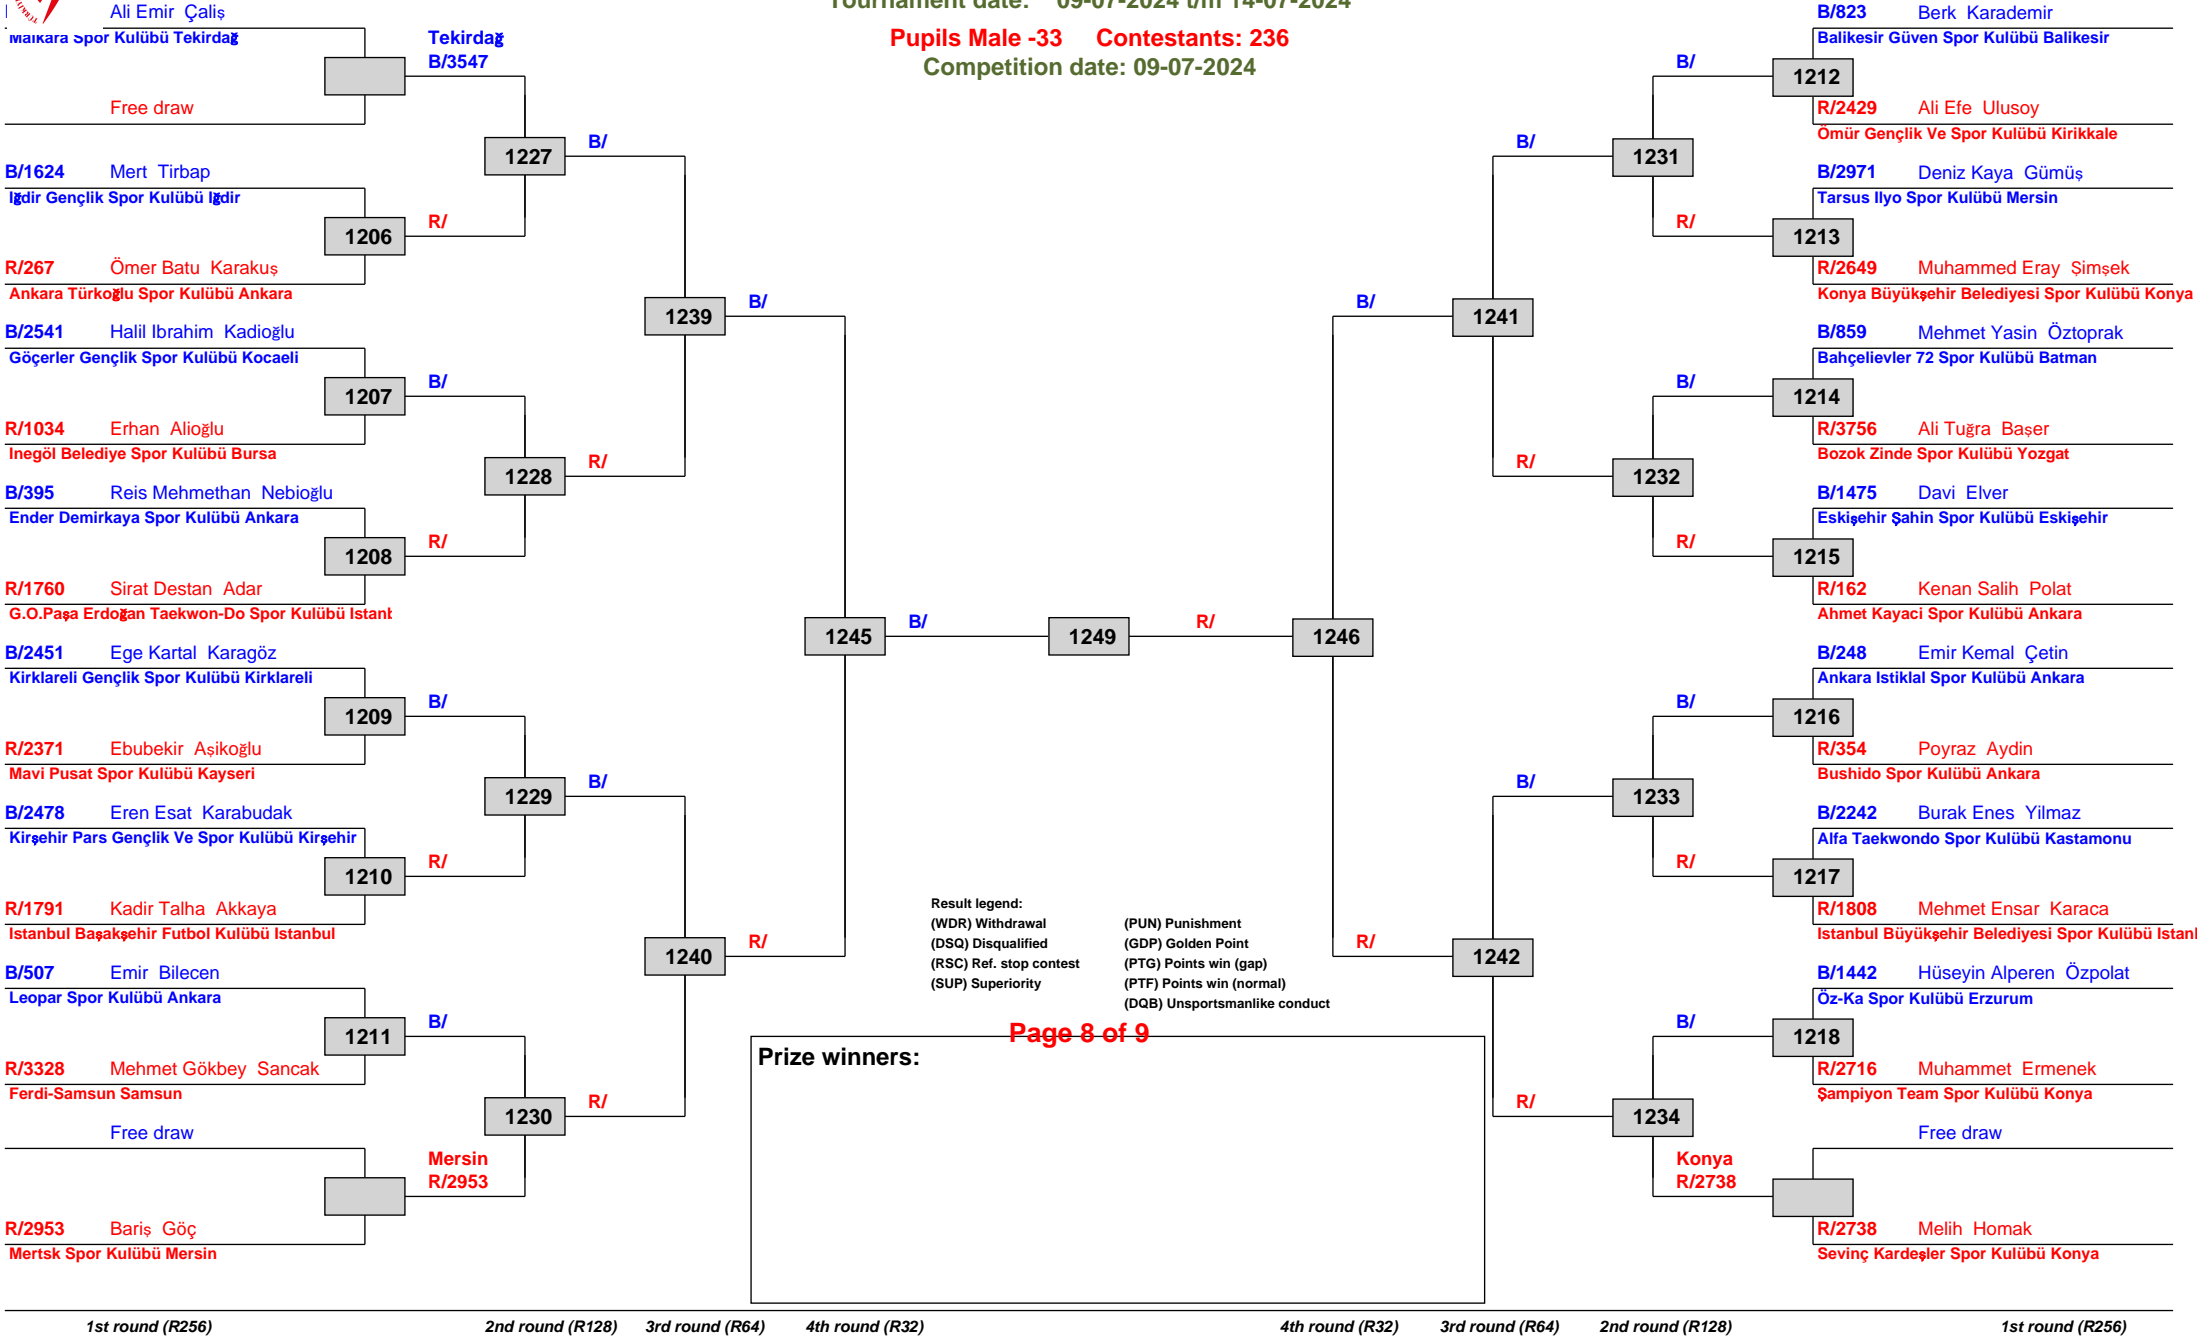 Tournament date: 09-07-2024 t/m 14-07-2024
Pupils Male -33 Contestants: 236
Competition date: 09-07-2024
Ali Emir Çaliş
Malkara Spor Kulübü Tekirdağ
Tekirdağ
B/3547
Free draw
1227
B/
B/1624 Mert Tirbap
Iğdir Gençlik Spor Kulübü Iğdir
1206
R/
R/267 Ömer Batu Karakuş
Ankara Türkoğlu Spor Kulübü Ankara
1239
B/
B/2541 Halil Ibrahim Kadioğlu
Göçerler Gençlik Spor Kulübü Kocaeli
1207
B/
R/1034 Erhan Alioğlu
Inegöl Belediye Spor Kulübü Bursa
1228
R/
B/395 Reis Mehmethan Nebioğlu
Ender Demirkaya Spor Kulübü Ankara
1208
R/
R/1760 Sirat Destan Adar
G.O.Paşa Erdoğan Taekwon-Do Spor Kulübü Istanb
1245
B/
1249
R/
1246
B/2451 Ege Kartal Karagöz
Kirklareli Gençlik Spor Kulübü Kirklareli
1209
B/
R/2371 Ebubekir Aşikoğlu
Mavi Pusat Spor Kulübü Kayseri
1229
B/
B/2478 Eren Esat Karabudak
Kirşehir Pars Gençlik Ve Spor Kulübü Kirşehir
1210
R/
R/1791 Kadir Talha Akkaya
Istanbul Başakşehir Futbol Kulübü Istanbul
1240
R/
B/507 Emir Bilecen
Leopar Spor Kulübü Ankara
1211
B/
R/3328 Mehmet Gökbey Sancak
Ferdi-Samsun Samsun
1230
R/
Free draw
Mersin
R/2953
R/2953 Bariş Göç
Mertsk Spor Kulübü Mersin
B/823 Berk Karademir
Balikesir Güven Spor Kulübü Balikesir
B/
1212
R/2429 Ali Efe Ulusoy
Ömür Gençlik Ve Spor Kulübü Kirikkale
B/
1231
B/2971 Deniz Kaya Gümüş
Tarsus Ilyo Spor Kulübü Mersin
R/
1213
R/2649 Muhammed Eray Şimşek
Konya Büyükşehir Belediyesi Spor Kulübü Konya
B/
1241
B/859 Mehmet Yasin Öztoprak
Bahçelievler 72 Spor Kulübü Batman
B/
1214
R/3756 Ali Tuğra Başer
Bozok Zinde Spor Kulübü Yozgat
R/
1232
B/1475 Davi Elver
Eskişehir Şahin Spor Kulübü Eskişehir
R/
1215
R/162 Kenan Salih Polat
Ahmet Kayaci Spor Kulübü Ankara
B/248 Emir Kemal Çetin
Ankara Istiklal Spor Kulübü Ankara
B/
1216
R/354 Poyraz Aydin
Bushido Spor Kulübü Ankara
B/
1233
B/2242 Burak Enes Yilmaz
Alfa Taekwondo Spor Kulübü Kastamonu
R/
1217
R/1808 Mehmet Ensar Karaca
Istanbul Büyükşehir Belediyesi Spor Kulübü Istanl
R/
1242
B/1442 Hüseyin Alperen Özpolat
Öz-Ka Spor Kulübü Erzurum
B/
1218
R/2716 Muhammet Ermenek
Şampiyon Team Spor Kulübü Konya
R/
1234
Free draw
Konya
R/2738
R/2738 Melih Homak
Sevinç Kardeşler Spor Kulübü Konya
Result legend:
(WDR) Withdrawal (PUN) Punishment
(DSQ) Disqualified (GDP) Golden Point
(RSC) Ref. stop contest (PTG) Points win (gap)
(SUP) Superiority (PTF) Points win (normal)
(DQB) Unsportsmanlike conduct
Page 8 of 9
Prize winners:
1st round (R256) 2nd round (R128) 3rd round (R64) 4th round (R32) 4th round (R32) 3rd round (R64) 2nd round (R128) 1st round (R256)